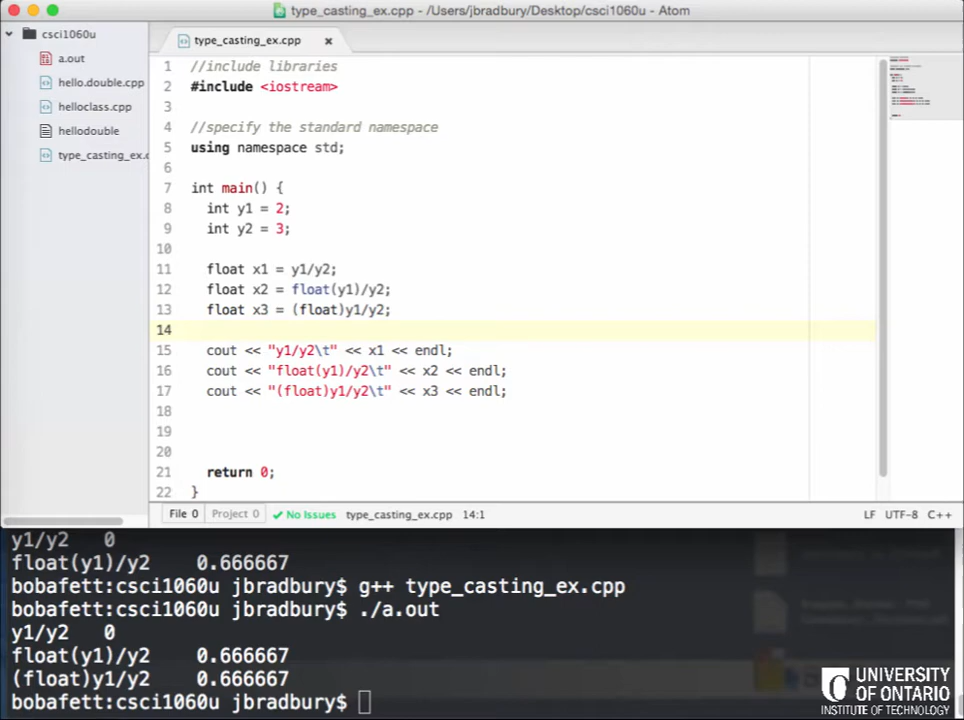 type_casting_ex.cpp - /Users/jbradbury/Desktop/csci1060u - Atom
csci1060u
a.out
hello.double.cpp
helloclass.cpp
hellodouble
type_casting_ex.c
type_casting_ex.cpp
1 //include libraries
2 #include <iostream>
3
4 //specify the standard namespace
5 using namespace std;
6
7 int main() {
8 int y1 = 2;
9 int y2 = 3;
10
11 float x1 = y1/y2;
12 float x2 = float(y1)/y2;
13 float x3 = (float)y1/y2;
14
15 cout << "y1/y2\t" << x1 << endl;
16 cout << "float(y1)/y2\t" << x2 << endl;
17 cout << "(float)y1/y2\t" << x3 << endl;
18
19
20
21 return 0;
22 }
File 0 Project 0 No Issues type_casting_ex.cpp 14:1 LF UTF-8 C++
y1/y2 0
float(y1)/y2 0.666667
bobafett:csci1060u jbradbury$ g++ type_casting_ex.cpp
bobafett:csci1060u jbradbury$ ./a.out
y1/y2 0
float(y1)/y2 0.666667
(float)y1/y2 0.666667
bobafett:csci1060u jbradbury$
UNIVERSITY
OF ONTARIO
INSTITUTE OF TECHNOLOGY